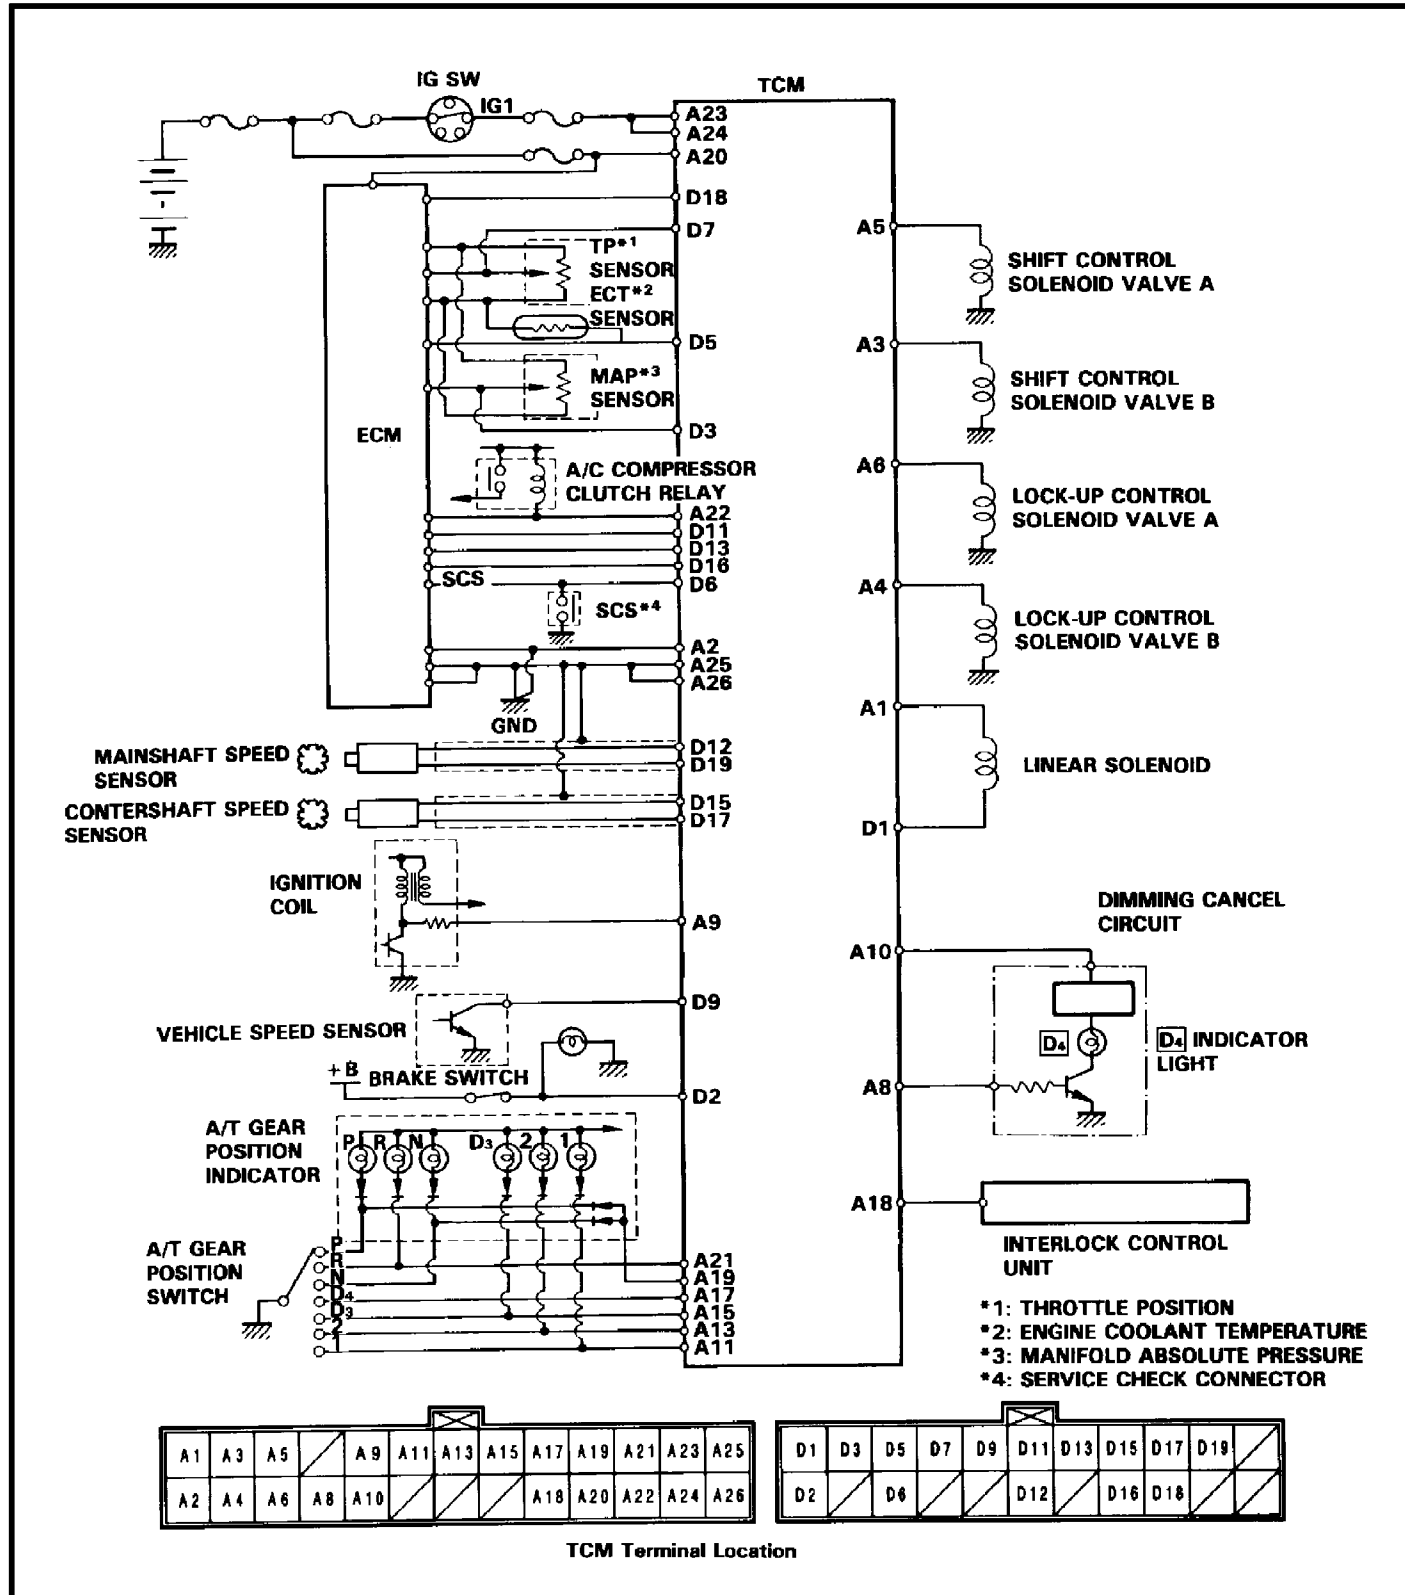 IG SW
IG1
TCM
A23
A24
A20
D18
D7
TP*1
SENSOR
ECT*2
SENSOR
D5
MAP*3
SENSOR
D3
ECM
A/C COMPRESSOR
CLUTCH RELAY
A22
D11
D13
D16
SCS
D6
SCS*4
A2
A25
A26
GND
MAINSHAFT SPEED
SENSOR
D12
D19
CONTERSHAFT SPEED
SENSOR
D15
D17
IGNITION
COIL
A9
VEHICLE SPEED SENSOR
D9
+B
BRAKE SWITCH
D2
A/T GEAR
POSITION
INDICATOR
P R N D3 2 1
A/T GEAR
POSITION
SWITCH
P
R
N
D4
D3
2
1
A21
A19
A17
A15
A13
A11
A5
SHIFT CONTROL
SOLENOID VALVE A
A3
SHIFT CONTROL
SOLENOID VALVE B
A6
LOCK-UP CONTROL
SOLENOID VALVE A
A4
LOCK-UP CONTROL
SOLENOID VALVE B
A1
LINEAR SOLENOID
D1
DIMMING CANCEL
CIRCUIT
A10
D4
D4 INDICATOR
LIGHT
A8
A18
INTERLOCK CONTROL
UNIT
*1: THROTTLE POSITION
*2: ENGINE COOLANT TEMPERATURE
*3: MANIFOLD ABSOLUTE PRESSURE
*4: SERVICE CHECK CONNECTOR
A1 A3 A5 A9 A11 A13 A15 A17 A19 A21 A23 A25
A2 A4 A6 A8 A10 A18 A20 A22 A24 A26
D1 D3 D5 D7 D9 D11 D13 D15 D17 D19
D2 D6 D12 D16 D18
TCM Terminal Location